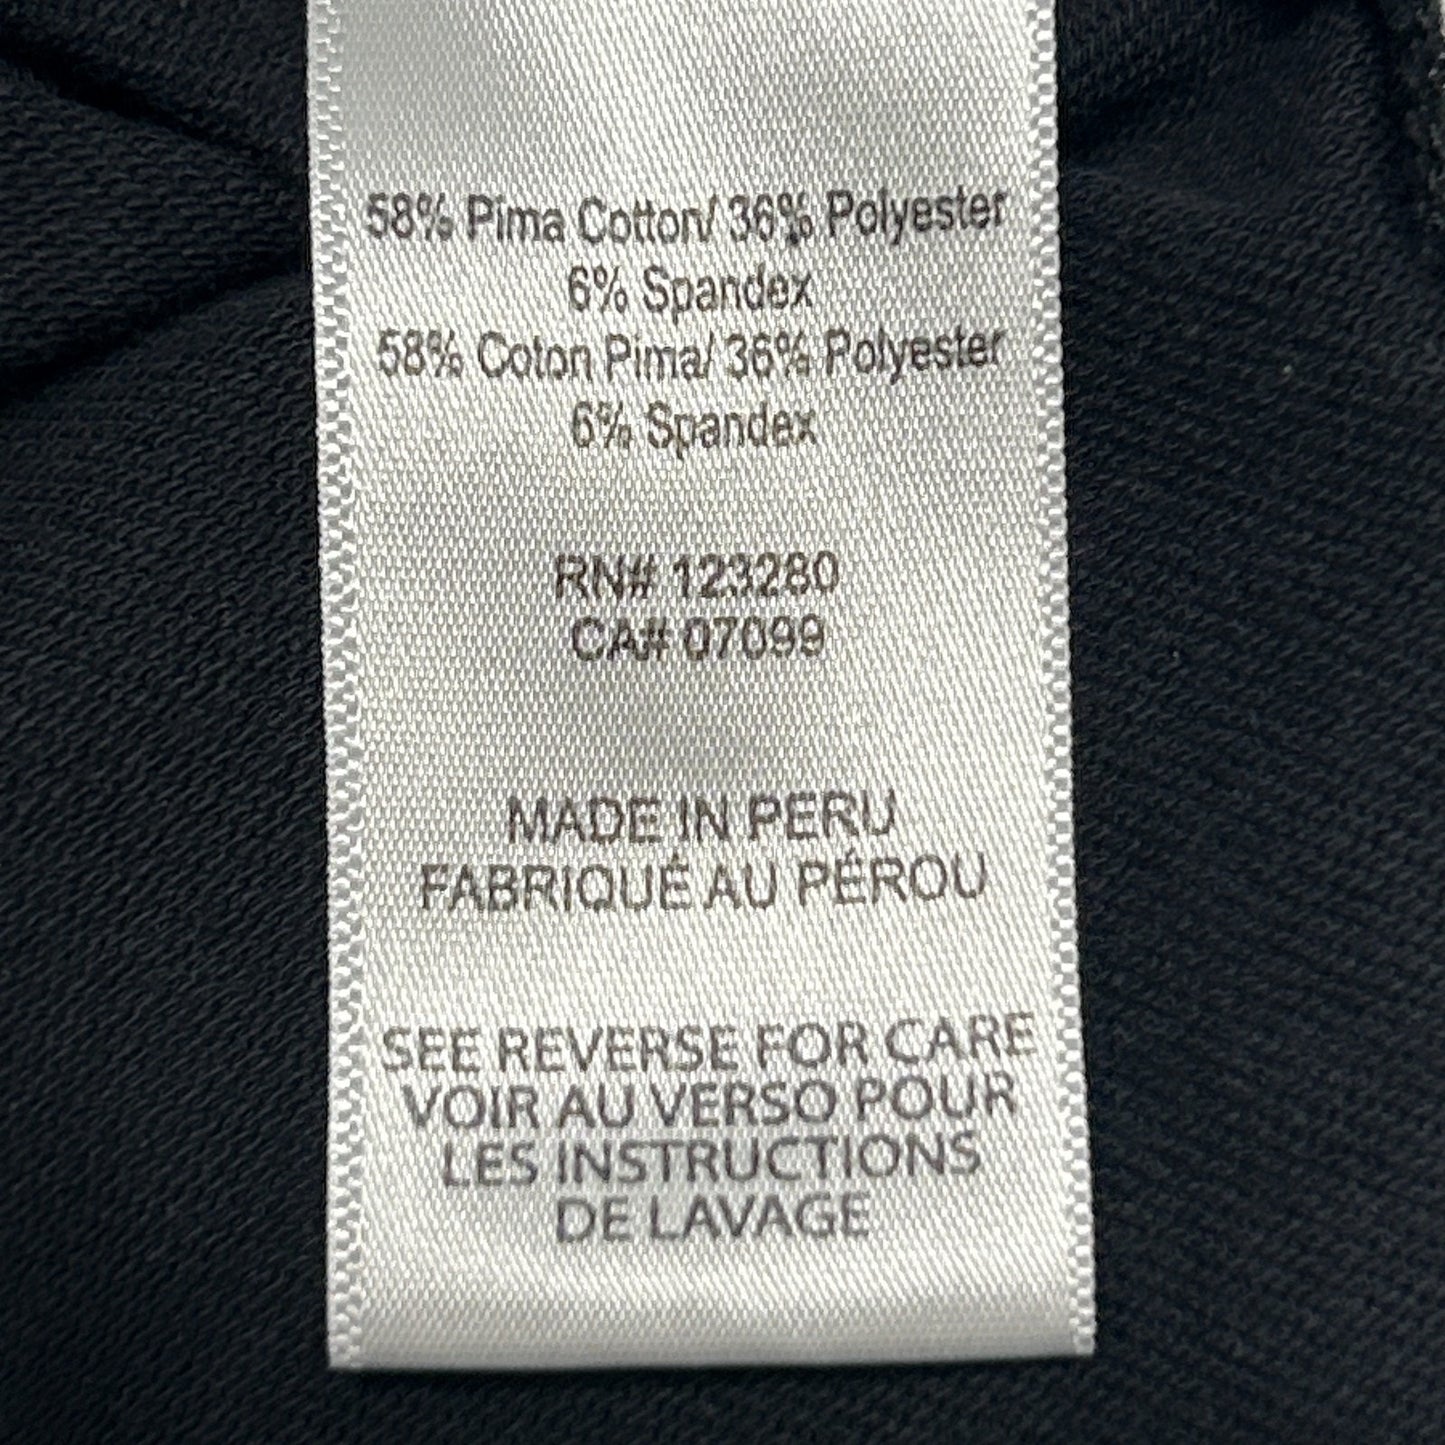 58% Pima Cotton/ 36% Polyester
6% Spandex
58% Coton Pima/ 36% Polyester
6% Spandex
RN# 123280
CA# 07099
MADE IN PERU
FABRIQUÉ AU PÉROU
SEE REVERSE FOR CARE
VOIR AU VERSO POUR
LES INSTRUCTIONS
DE LAVAGE